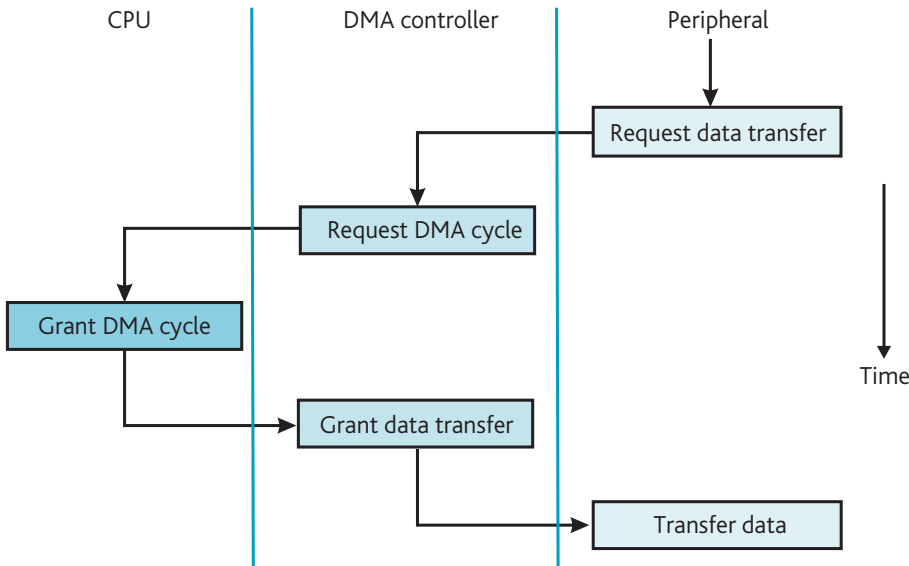 CPU
DMA controller
Peripheral
Request data transfer
Request DMA cycle
Grant DMA cycle
Time
Grant data transfer
Transfer data